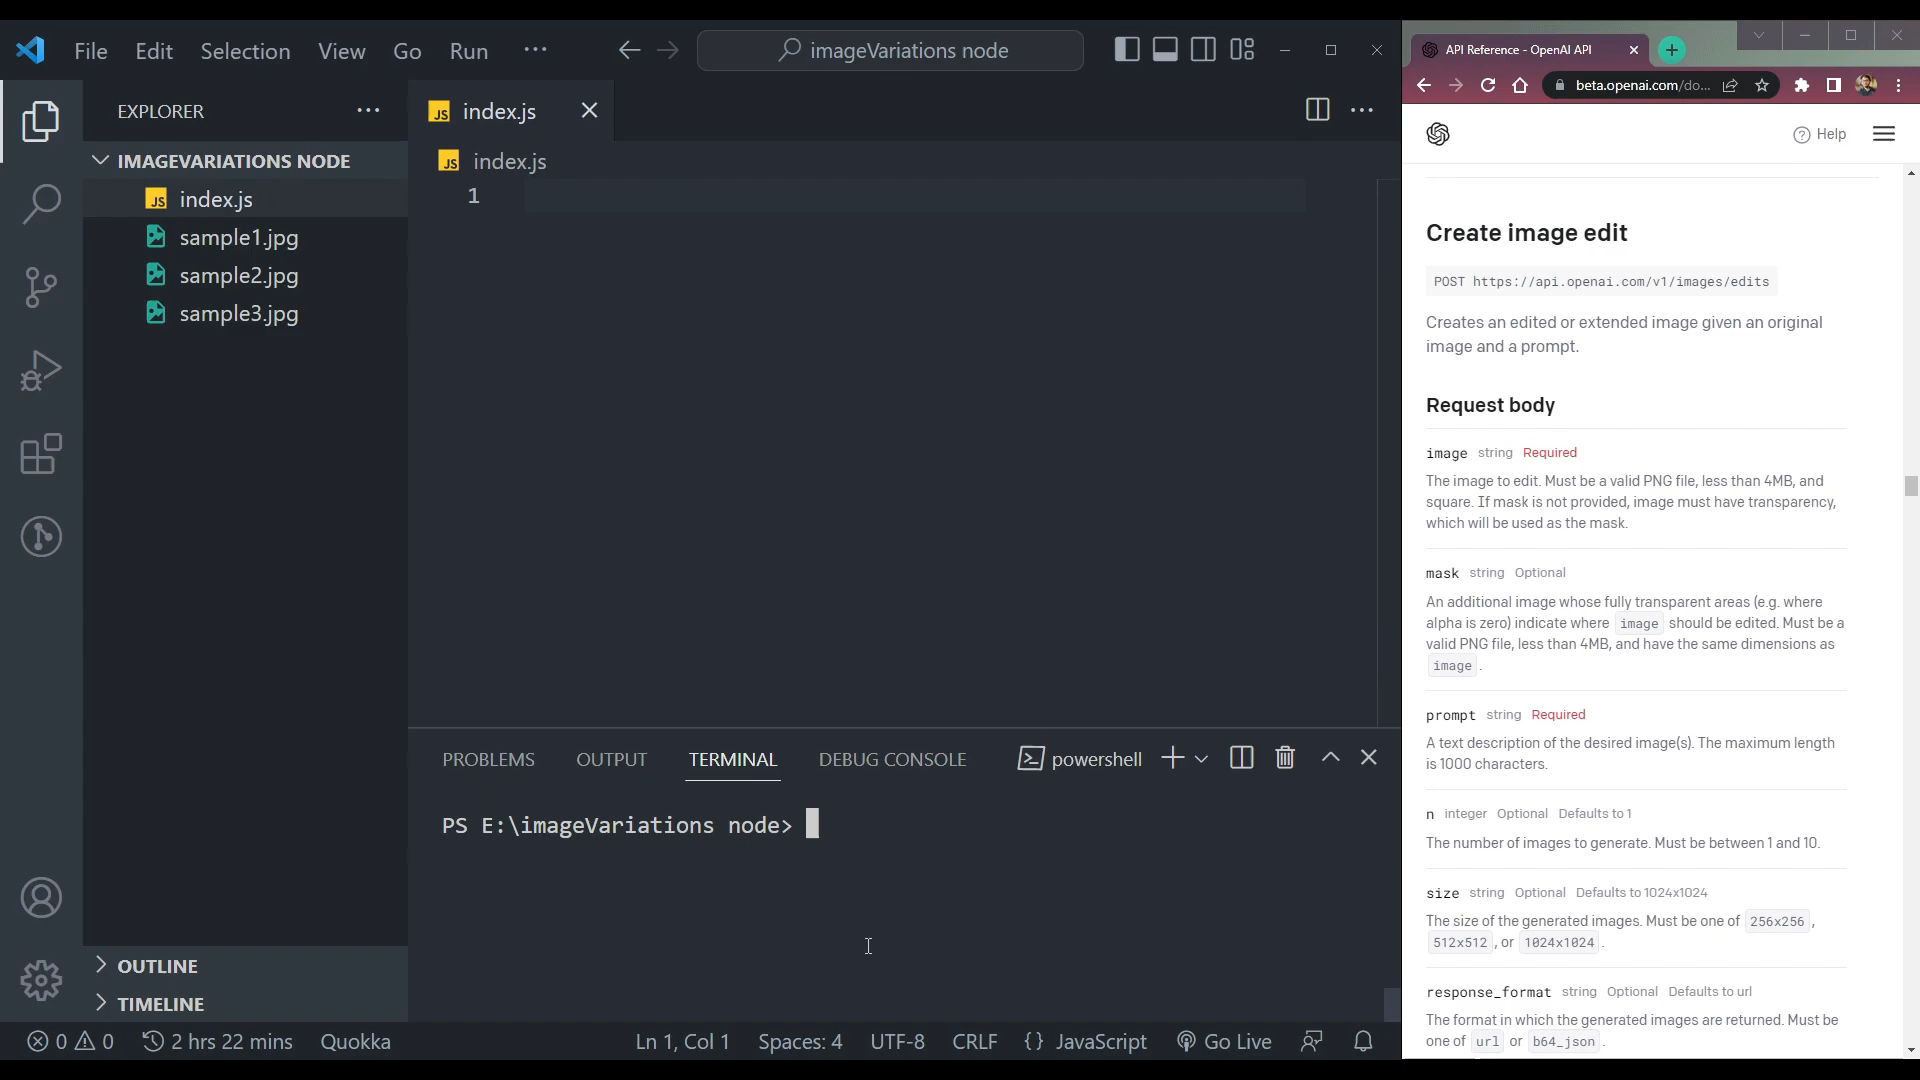 File Edit Selection View Go Run ···
imageVariations node
EXPLORER
IMAGEVARIATIONS NODE
JS index.js
sample1.jpg
sample2.jpg
sample3.jpg
OUTLINE
TIMELINE
JS index.js
JS index.js
1
PROBLEMS OUTPUT TERMINAL DEBUG CONSOLE powershell
PS E:\imageVariations node>
0 0 2 hrs 22 mins Quokka Ln 1, Col 1 Spaces: 4 UTF-8 CRLF {} JavaScript Go Live
API Reference - OpenAI API
beta.openai.com/do...
Help
Create image edit
POST https://api.openai.com/v1/images/edits
Creates an edited or extended image given an original
image and a prompt.
Request body
image string Required
The image to edit. Must be a valid PNG file, less than 4MB, and
square. If mask is not provided, image must have transparency,
which will be used as the mask.
mask string Optional
An additional image whose fully transparent areas (e.g. where
alpha is zero) indicate where image should be edited. Must be a
valid PNG file, less than 4MB, and have the same dimensions as
image .
prompt string Required
A text description of the desired image(s). The maximum length
is 1000 characters.
n integer Optional Defaults to 1
The number of images to generate. Must be between 1 and 10.
size string Optional Defaults to 1024x1024
The size of the generated images. Must be one of 256x256 ,
512x512 , or 1024x1024 .
response_format string Optional Defaults to url
The format in which the generated images are returned. Must be
one of url or b64_json .